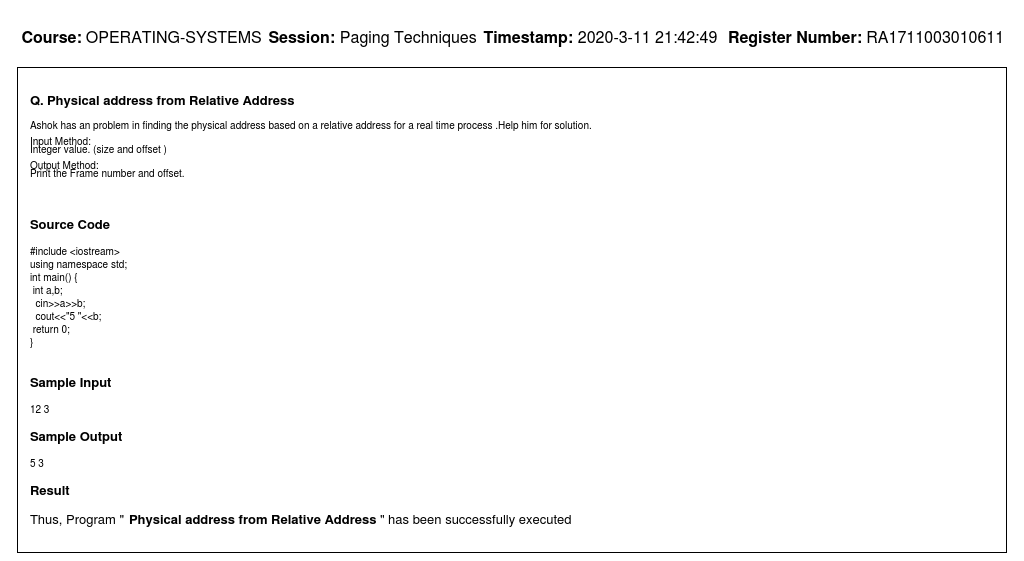 Course: OPERATING-SYSTEMS Session: Paging Techniques Timestamp: 2020-3-11 21:42:49 Register Number: RA1711003010611
Q. Physical address from Relative Address
Ashok has an problem in finding the physical address based on a relative address for a real time process .Help him for solution.
Input Method:
Integer value. (size and offset )
Output Method:
Print the Frame number and offset.
Source Code
#include <iostream>
using namespace std;
int main() {
int a,b;
cin>>a>>b;
cout<<"5 "<<b;
return 0;
}
Sample Input
12 3
Sample Output
5 3
Result
Thus, Program " Physical address from Relative Address " has been successfully executed